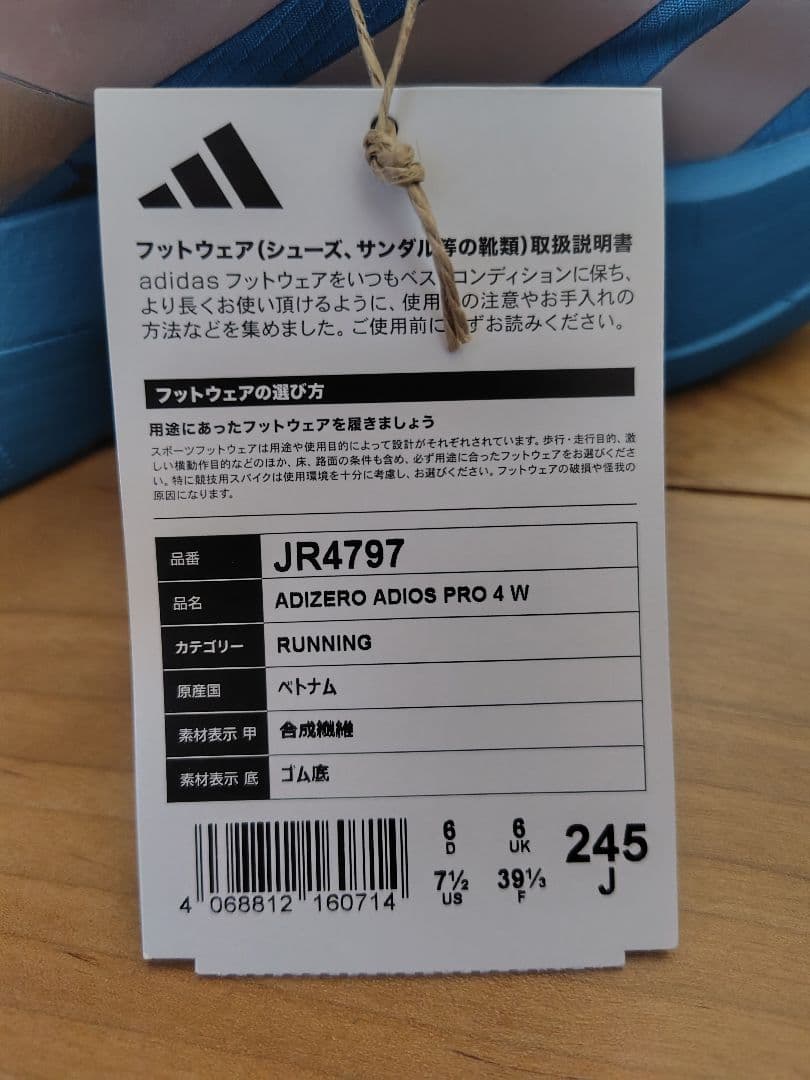 フットウェア(シューズ、サンダル等の靴類)取扱説明書
adidas フットウェアをいつもベス コンディションに保ち、
より長くお使い頂けるように、使用 の注意やお手入れの
方法などを集めました。ご使用前に ずお読みください。
フットウェアの選び方
用途にあったフットウェアを履きましょう
スポーツフットウェアは用途や使用目的によって設計がそれぞれされています。歩行・走行目的、激
しい横動作目的などのほか、床、路面の条件も含め、必ず用途に合ったフットウェアをお選びくださ
い。特に競技用スパイクは使用環境を十分に考慮し、お選びください。フットウェアの破損や怪我の
原因になります。
品番 JR4797
品名 ADIZERO ADIOS PRO 4 W
カテゴリー RUNNING
原産国 ベトナム
素材表示 甲 合成繊維
素材表示 底 ゴム底
6 6 245
D UK J
7½ 39⅓
US F
4 068812 160714